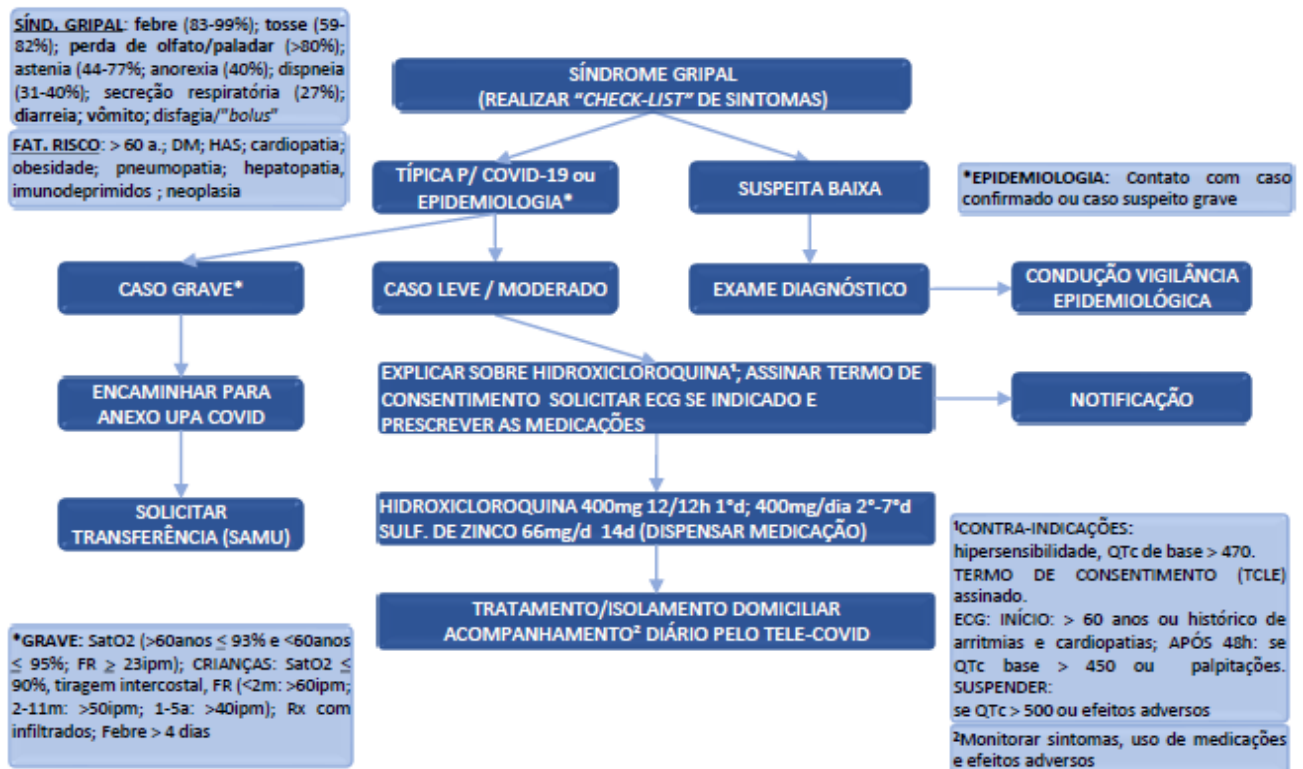 SÍND. GRIPAL: febre (83-99%); tosse (59-
82%); perda de olfato/paladar (>80%);
astenia (44-77%; anorexia (40%); dispneia
(31-40%); secreção respiratória (27%);
diarreia; vômito; disfagia/"bolus"
FAT. RISCO: > 60 a.; DM; HAS; cardiopatia;
obesidade; pneumopatia; hepatopatia,
imunodeprimidos ; neoplasia
SÍNDROME GRIPAL
(REALIZAR "CHECK-LIST" DE SINTOMAS)
TÍPICA P/ COVID-19 ou
EPIDEMIOLOGIA*
SUSPEITA BAIXA
*EPIDEMIOLOGIA: Contato com caso
confirmado ou caso suspeito grave
CASO GRAVE*
CASO LEVE / MODERADO
EXAME DIAGNÓSTICO
CONDUÇÃO VIGILÂNCIA
EPIDEMIOLÓGICA
ENCAMINHAR PARA
ANEXO UPA COVID
EXPLICAR SOBRE HIDROXICLOROQUINA¹; ASSINAR TERMO DE
CONSENTIMENTO SOLICITAR ECG SE INDICADO E
PRESCREVER AS MEDICAÇÕES
NOTIFICAÇÃO
SOLICITAR
TRANSFERÊNCIA (SAMU)
HIDROXICLOROQUINA 400mg 12/12h 1°d; 400mg/dia 2°-7°d
SULF. DE ZINCO 66mg/d 14d (DISPENSAR MEDICAÇÃO)
TRATAMENTO/ISOLAMENTO DOMICILIAR
ACOMPANHAMENTO² DIÁRIO PELO TELE-COVID
¹CONTRA-INDICAÇÕES:
hipersensibilidade, QTc de base > 470.
TERMO DE CONSENTIMENTO (TCLE)
assinado.
ECG: INÍCIO: > 60 anos ou histórico de
arritmias e cardiopatias; APÓS 48h: se
QTc base > 450 ou palpitações.
SUSPENDER:
se QTc > 500 ou efeitos adversos
²Monitorar sintomas, uso de medicações
e efeitos adversos
*GRAVE: SatO2 (>60anos ≤ 93% e <60anos
≤ 95%; FR ≥ 23ipm); CRIANÇAS: SatO2 ≤
90%, tiragem intercostal, FR (<2m: >60ipm;
2-11m: >50ipm; 1-5a: >40ipm); Rx com
infiltrados; Febre > 4 dias